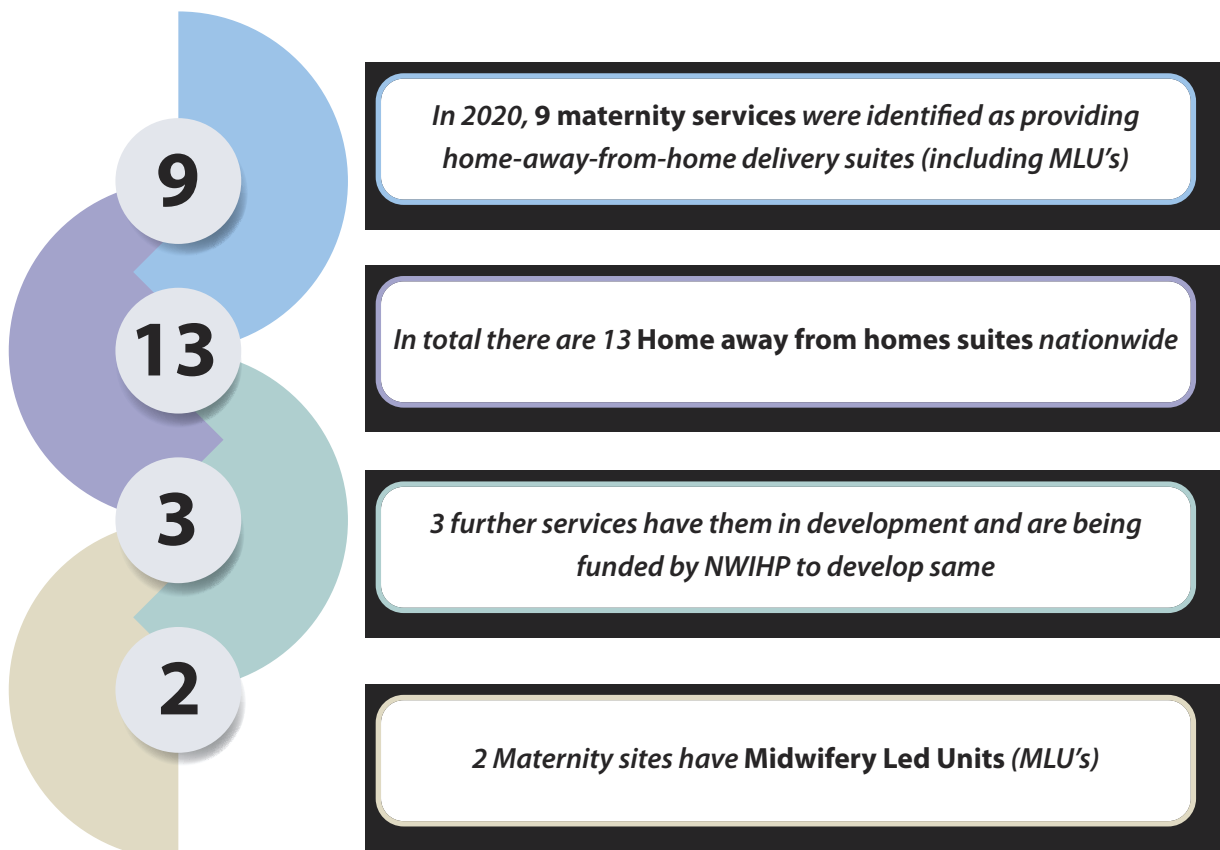 9
In 2020, 9 maternity services were identified as providing
home-away-from-home delivery suites (including MLU's)
13
In total there are 13 Home away from homes suites nationwide
3
3 further services have them in development and are being
funded by NWIHP to develop same
2
2 Maternity sites have Midwifery Led Units (MLU's)